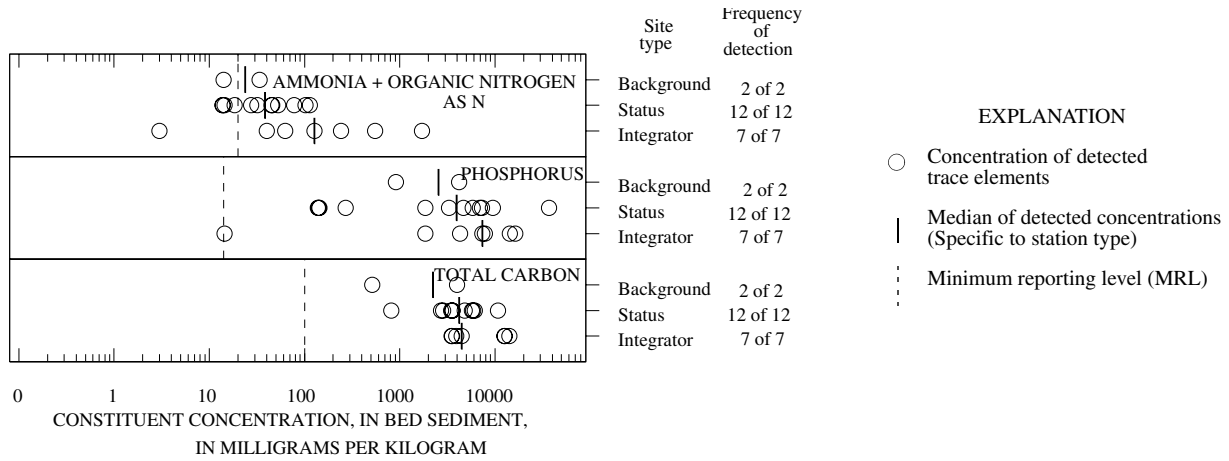 Site type
Frequency of detection
AMMONIA + ORGANIC NITROGEN AS N
Background 2 of 2
Status 12 of 12
Integrator 7 of 7
PHOSPHORUS
Background 2 of 2
Status 12 of 12
Integrator 7 of 7
TOTAL CARBON
Background 2 of 2
Status 12 of 12
Integrator 7 of 7
0 1 10 100 1000 10000
CONSTITUENT CONCENTRATION, IN BED SEDIMENT,
IN MILLIGRAMS PER KILOGRAM
EXPLANATION
Concentration of detected
trace elements
Median of detected concentrations
(Specific to station type)
Minimum reporting level (MRL)